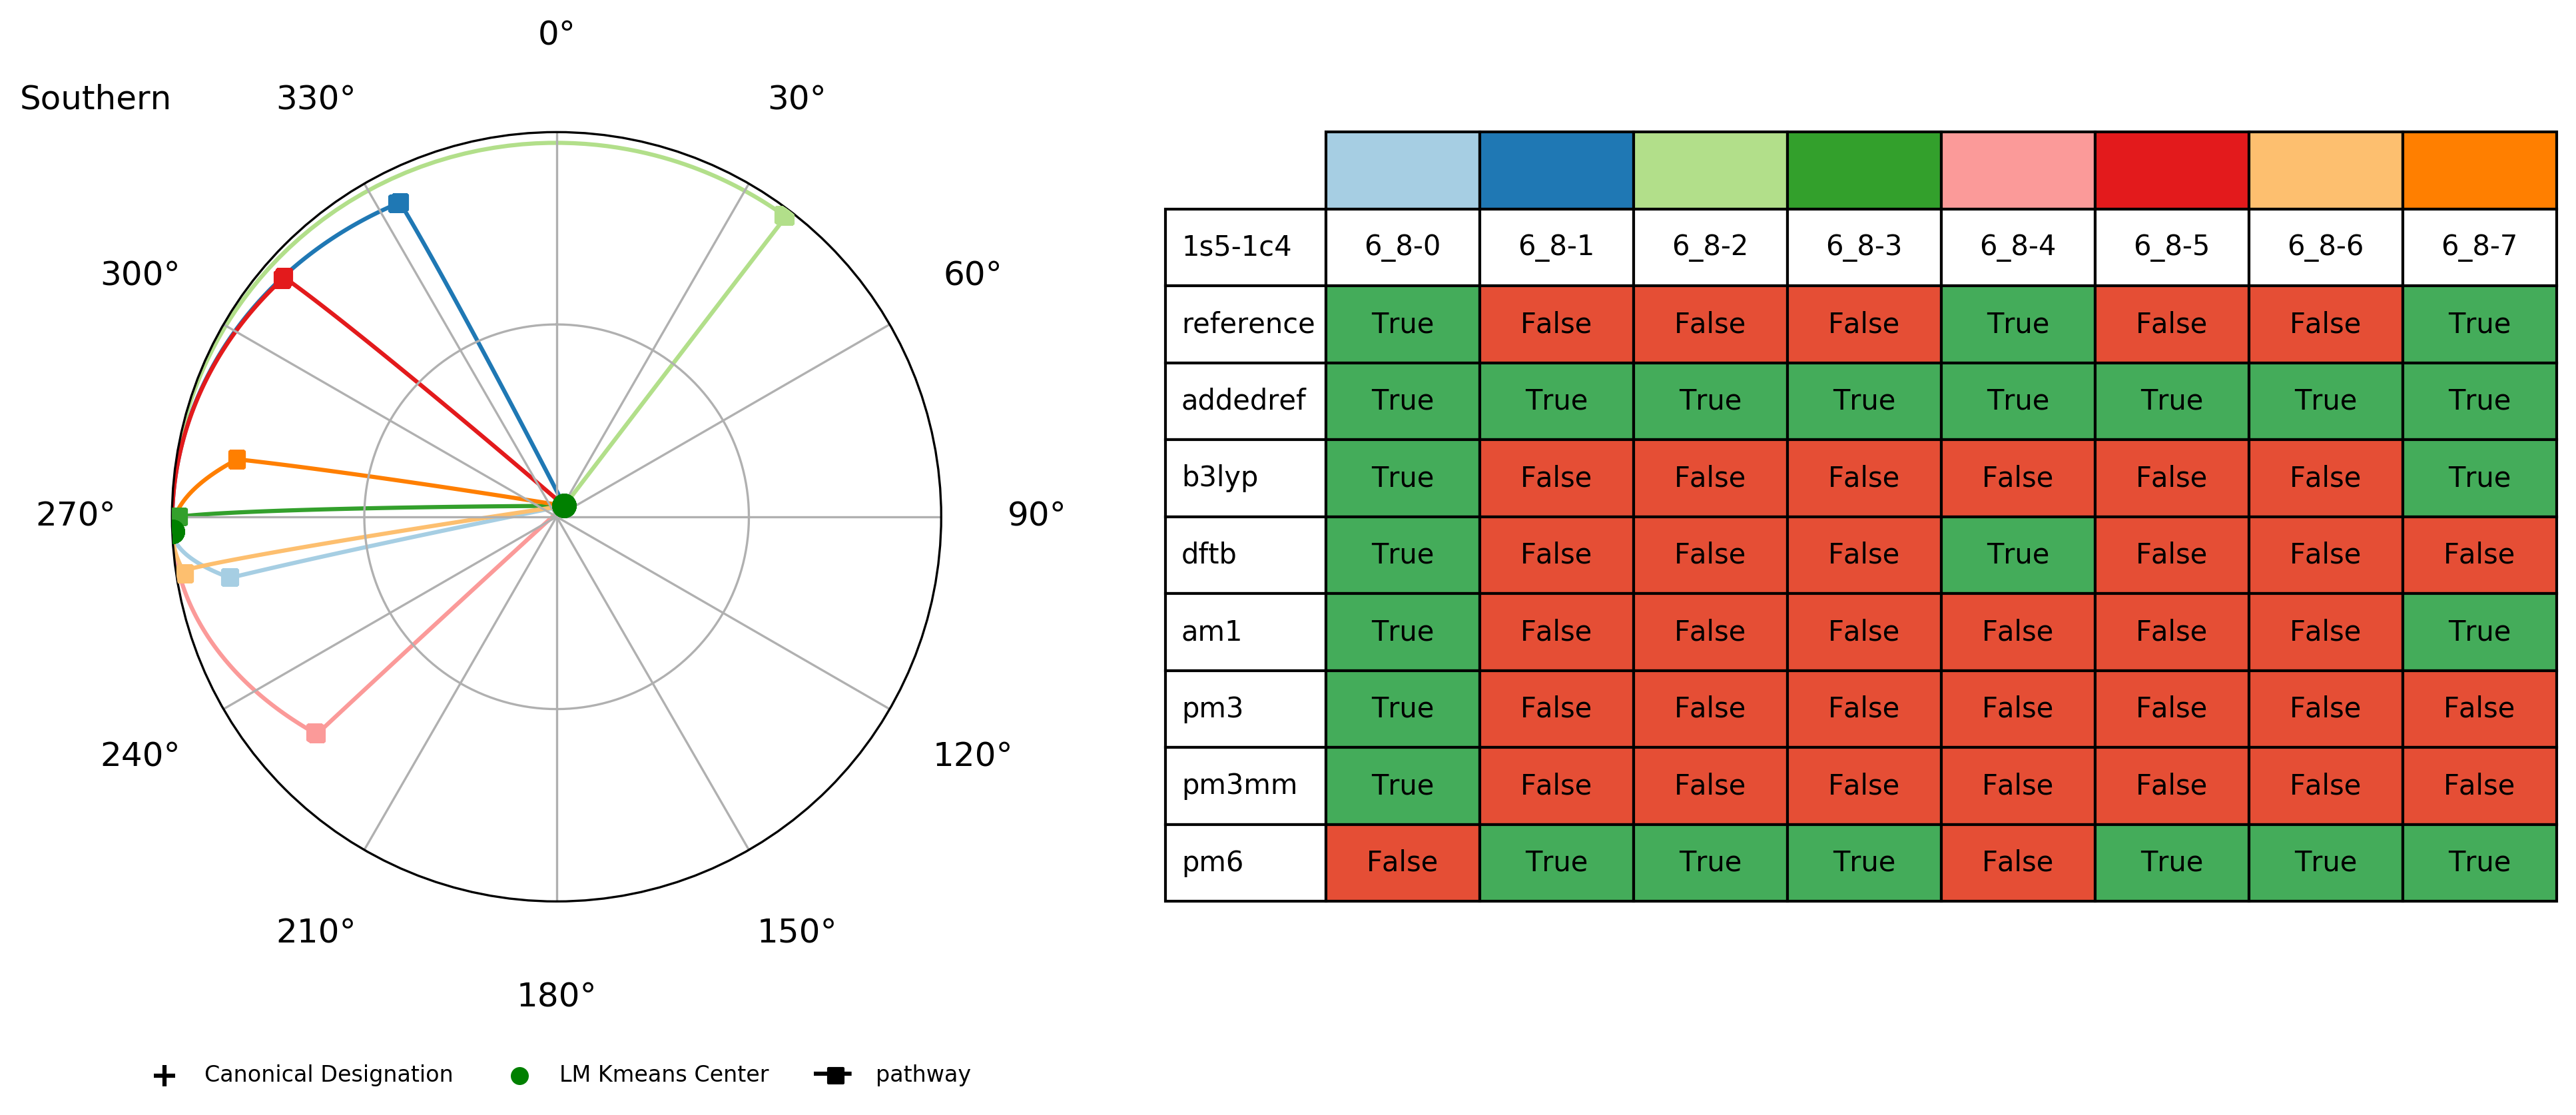 0°
Southern
330°
30°
300°
60°
270°
90°
240°
120°
210°
150°
180°
Canonical Designation
LM Kmeans Center
pathway
1s5-1c4 6_8-0 6_8-1 6_8-2 6_8-3 6_8-4 6_8-5 6_8-6 6_8-7
reference True False False False True False False True
addedref True True True True True True True True
b3lyp True False False False False False False True
dftb True False False False True False False False
am1 True False False False False False False True
pm3 True False False False False False False False
pm3mm True False False False False False False False
pm6 False True True True False True True True